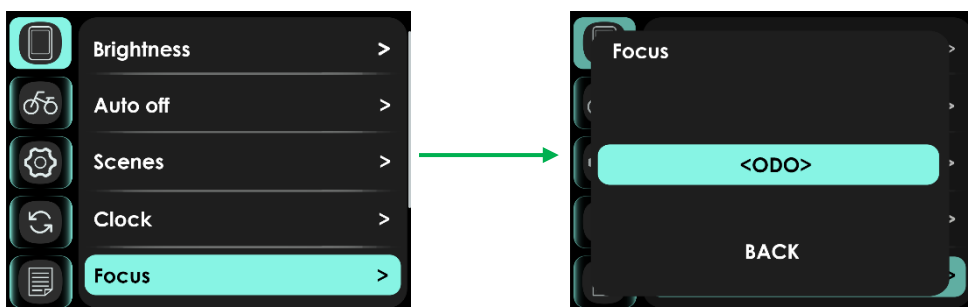 Brightness >
Auto off >
Scenes >
Clock >
Focus >
Focus
<ODO>
BACK